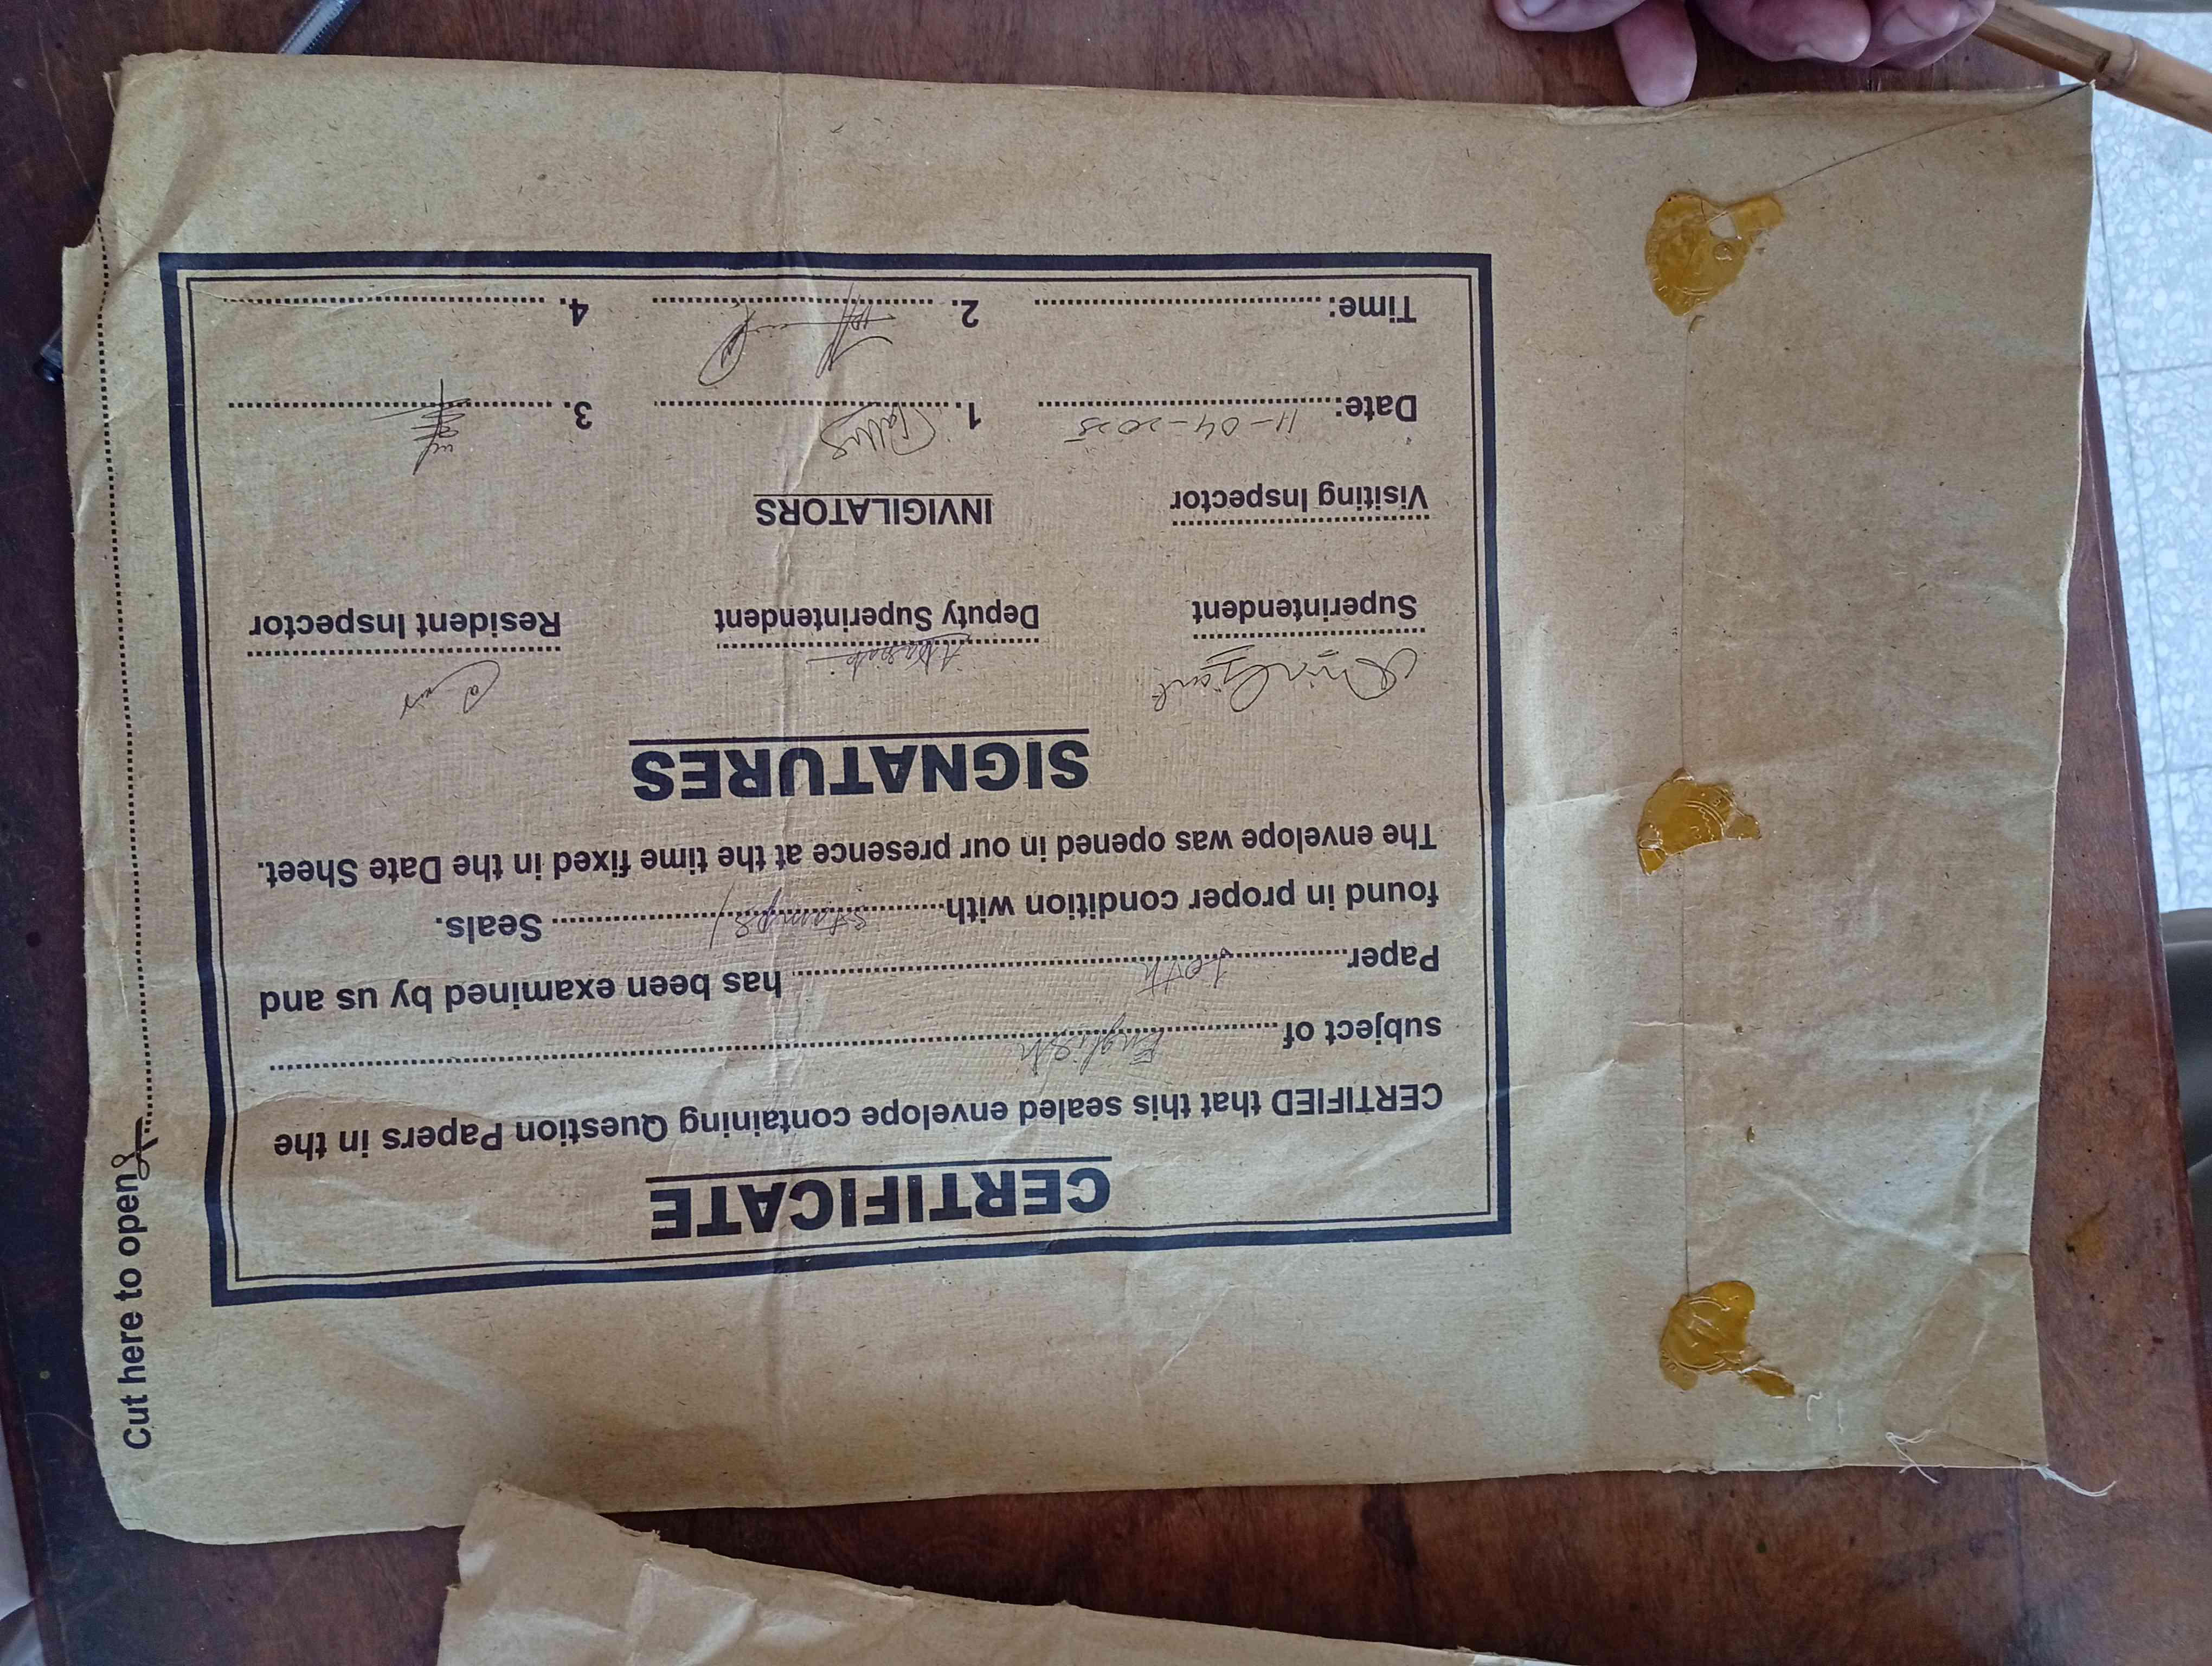 CERTIFICATE
CERTIFIED that this sealed envelope containing Question Papers in the
subject of English
Paper 10th has been examined by us and
found in proper condition with stamps/ Seals.
The envelope was opened in our presence at the time fixed in the Date Sheet.
SIGNATURES
Superintendent Deputy Superintendent Resident Inspector
Visiting Inspector INVIGILATORS
Date: 11-04-2025 1. 3.
Time: 2. 4.
Cut here to open